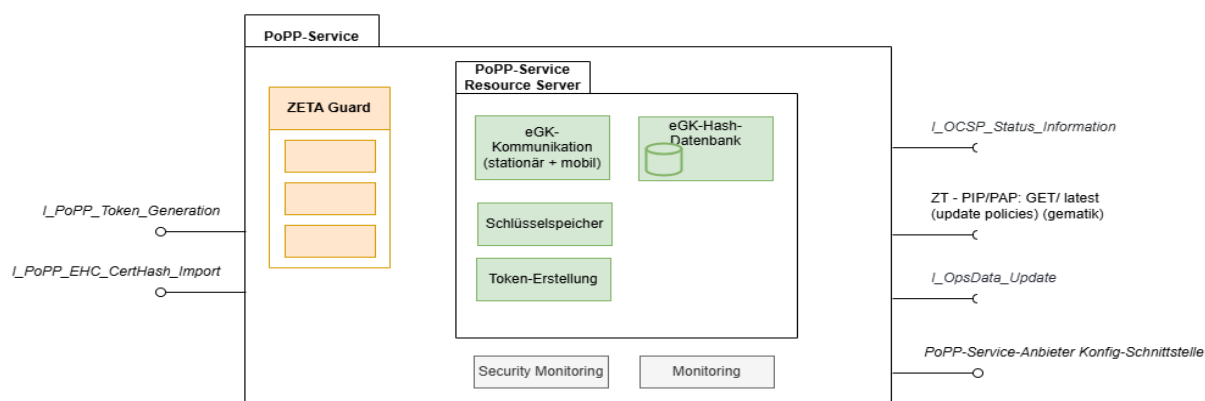 PoPP-Service
PoPP-Service
Resource Server
ZETA Guard
eGK-
Kommunikation
(stationär + mobil)
eGK-Hash-
Datenbank
Schlüsselspeicher
Token-Erstellung
Security Monitoring
Monitoring
I_PoPP_Token_Generation
I_PoPP_EHC_CertHash_Import
I_OCSP_Status_Information
ZT - PIP/PAP: GET/ latest
(update policies) (gematik)
I_OpsData_Update
PoPP-Service-Anbieter Konfig-Schnittstelle